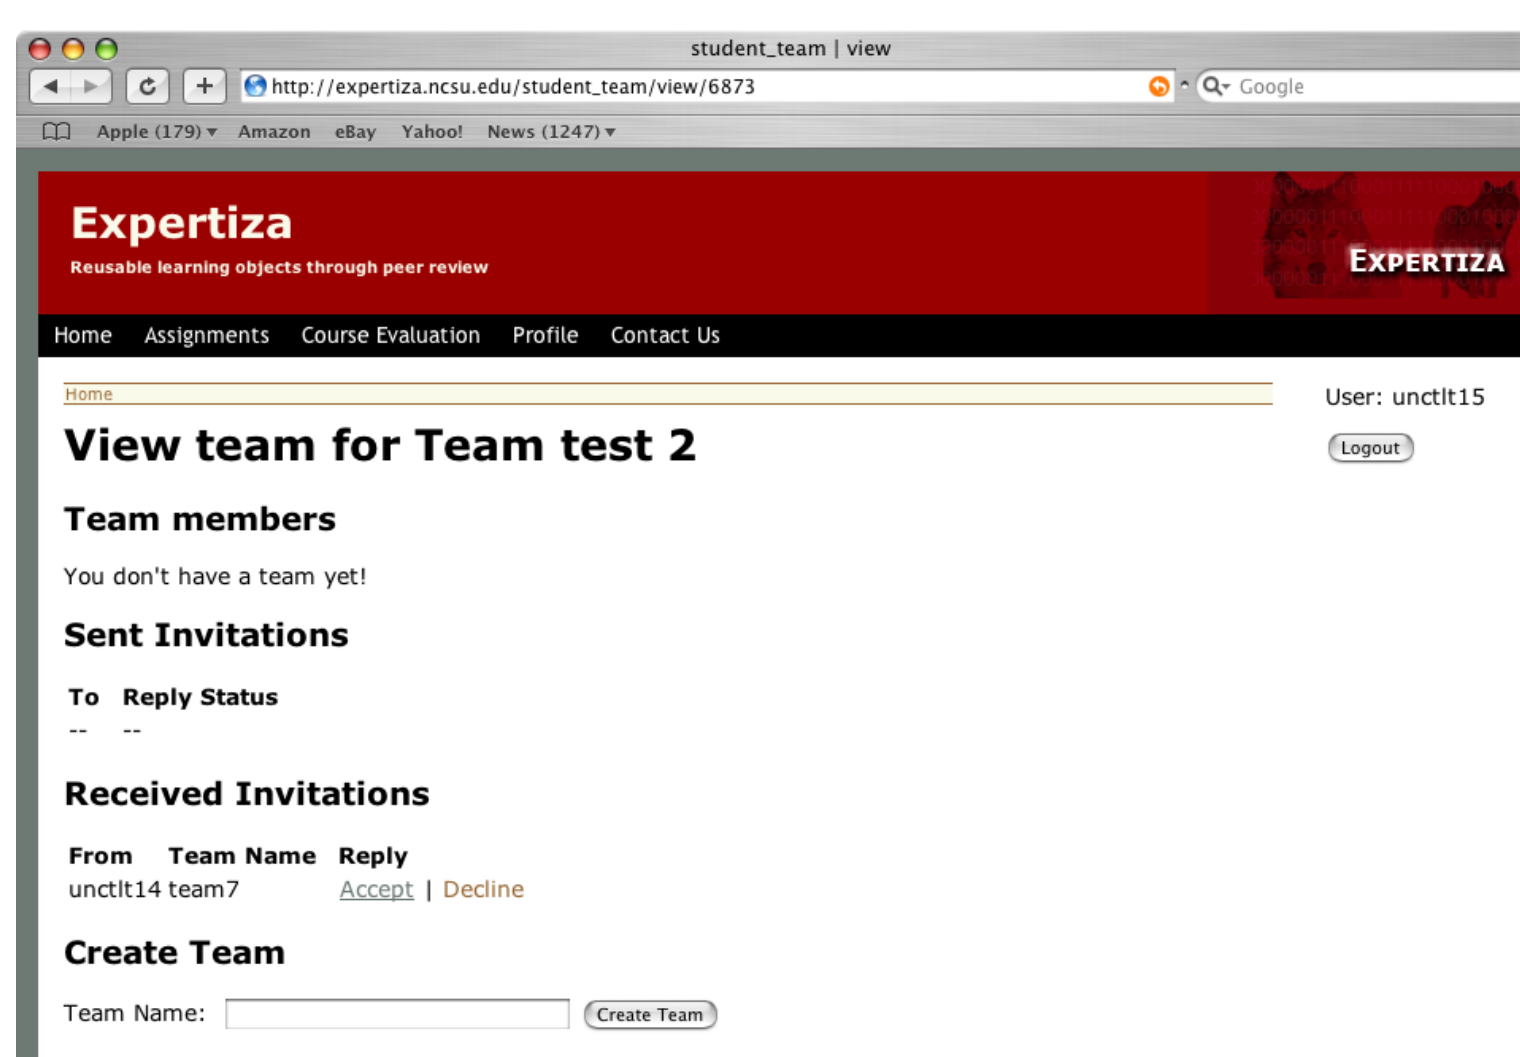 student_team | view
http://expertiza.ncsu.edu/student_team/view/6873
Google
Apple (179) ▾ Amazon eBay Yahoo! News (1247) ▾
Expertiza
Reusable learning objects through peer review
EXPERTIZA
Home Assignments Course Evaluation Profile Contact Us
Home
User: unctlt15
View team for Team test 2
Logout
Team members
You don't have a team yet!
Sent Invitations
To Reply Status
-- --
Received Invitations
From Team Name Reply
unctlt14 team7 Accept | Decline
Create Team
Team Name: Create Team